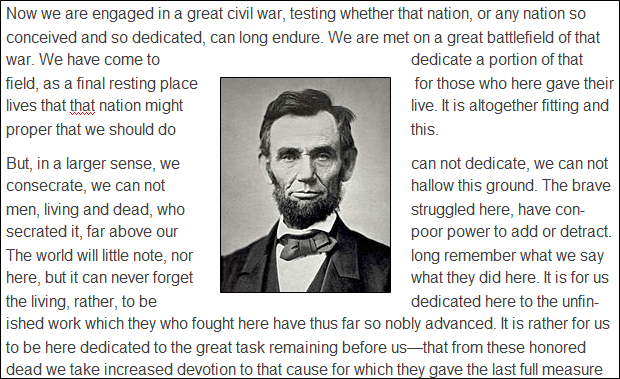 Now we are engaged in a great civil war, testing whether that nation, or any nation so
conceived and so dedicated, can long endure. We are met on a great battlefield of that
war. We have come to dedicate a portion of that
field, as a final resting place for those who here gave their
lives that that nation might live. It is altogether fitting and
proper that we should do this.
But, in a larger sense, we can not dedicate, we can not
consecrate, we can not hallow this ground. The brave
men, living and dead, who struggled here, have con-
secrated it, far above our poor power to add or detract.
The world will little note, nor long remember what we say
here, but it can never forget what they did here. It is for us
the living, rather, to be dedicated here to the unfin-
ished work which they who fought here have thus far so nobly advanced. It is rather for us
to be here dedicated to the great task remaining before us—that from these honored
dead we take increased devotion to that cause for which they gave the last full measure